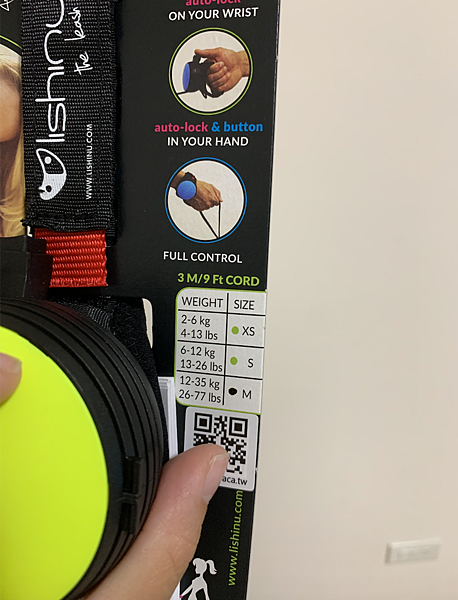 auto-lock
ON YOUR WRIST
lishinu
the leash
WWW.LISHINU.COM
auto-lock & button
IN YOUR HAND
FULL CONTROL
3 M/9 Ft CORD
WEIGHT SIZE
2-6 kg
4-13 lbs XS
6-12 kg
13-26 lbs S
12-35 kg
26-77 lbs M
aca.tw
www.lishinu.com